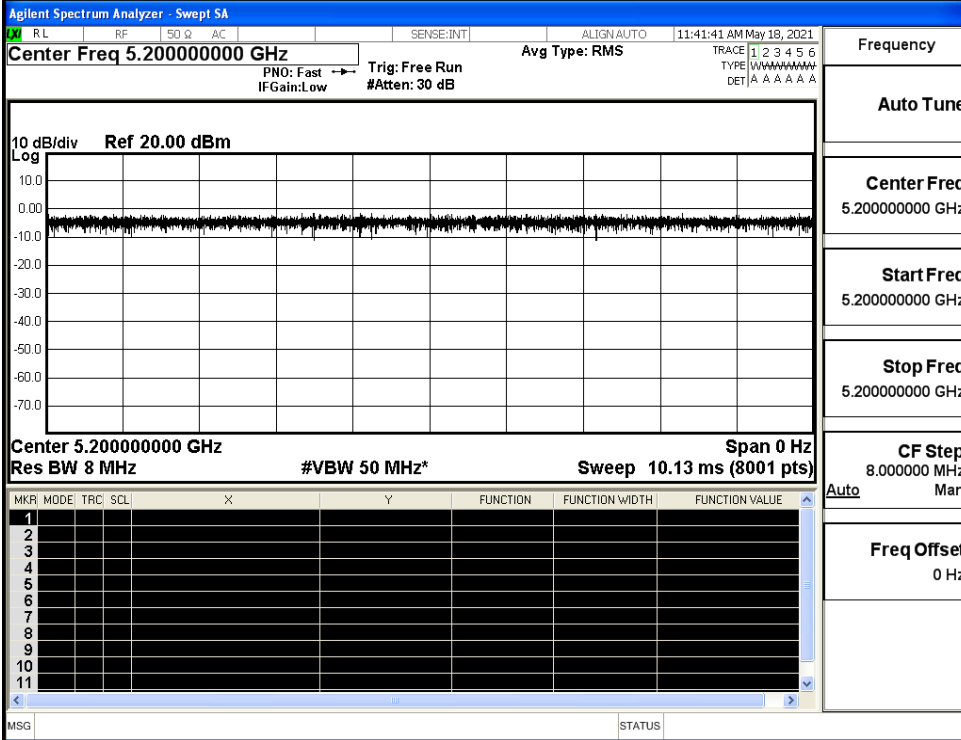 Agilent Spectrum Analyzer - Swept SA
LXI RL RF 50 Ω AC SENSE:INT ALIGN AUTO 11:41:41 AM May 18, 2021
Center Freq 5.200000000 GHz
PNO: Fast
IFGain:Low
Trig: Free Run
#Atten: 30 dB
Avg Type: RMS
TRACE 1 2 3 4 5 6
TYPE WWWWWW
DET A A A A A A
10 dB/div Ref 20.00 dBm
Log
10.0
0.00
-10.0
-20.0
-30.0
-40.0
-50.0
-60.0
-70.0
Center 5.200000000 GHz Span 0 Hz
Res BW 8 MHz #VBW 50 MHz* Sweep 10.13 ms (8001 pts)
MKR MODE TRC SCL X Y FUNCTION FUNCTION WIDTH FUNCTION VALUE
1
2
3
4
5
6
7
8
9
10
11
MSG STATUS
Frequency
Auto Tune
Center Freq
5.200000000 GHz
Start Freq
5.200000000 GHz
Stop Freq
5.200000000 GHz
CF Step
8.000000 MHz
Auto Man
Freq Offset
0 Hz